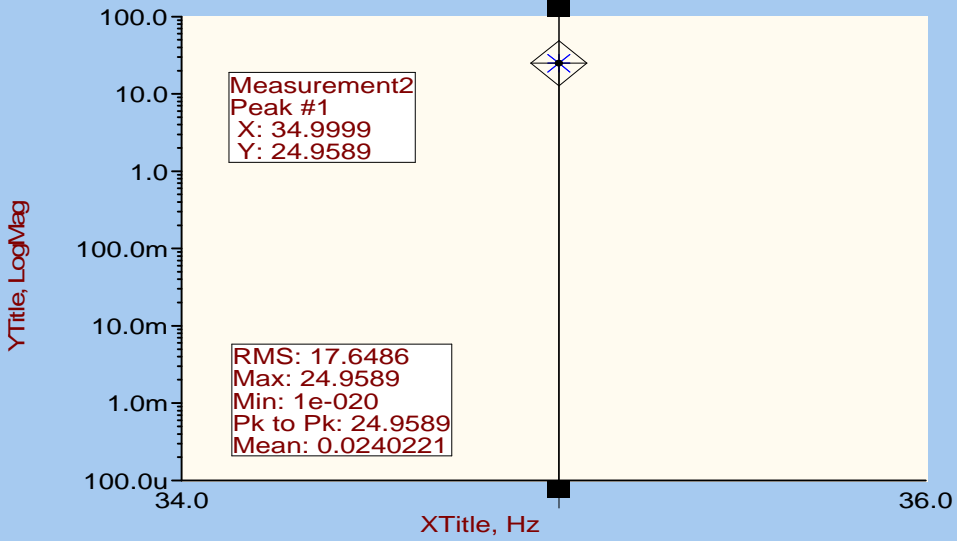 100.0
10.0
1.0
100.0m
10.0m
1.0m
100.0u
YTitle, LogMag
Measurement2
Peak #1
X: 34.9999
Y: 24.9589
RMS: 17.6486
Max: 24.9589
Min: 1e-020
Pk to Pk: 24.9589
Mean: 0.0240221
34.0
36.0
XTitle, Hz